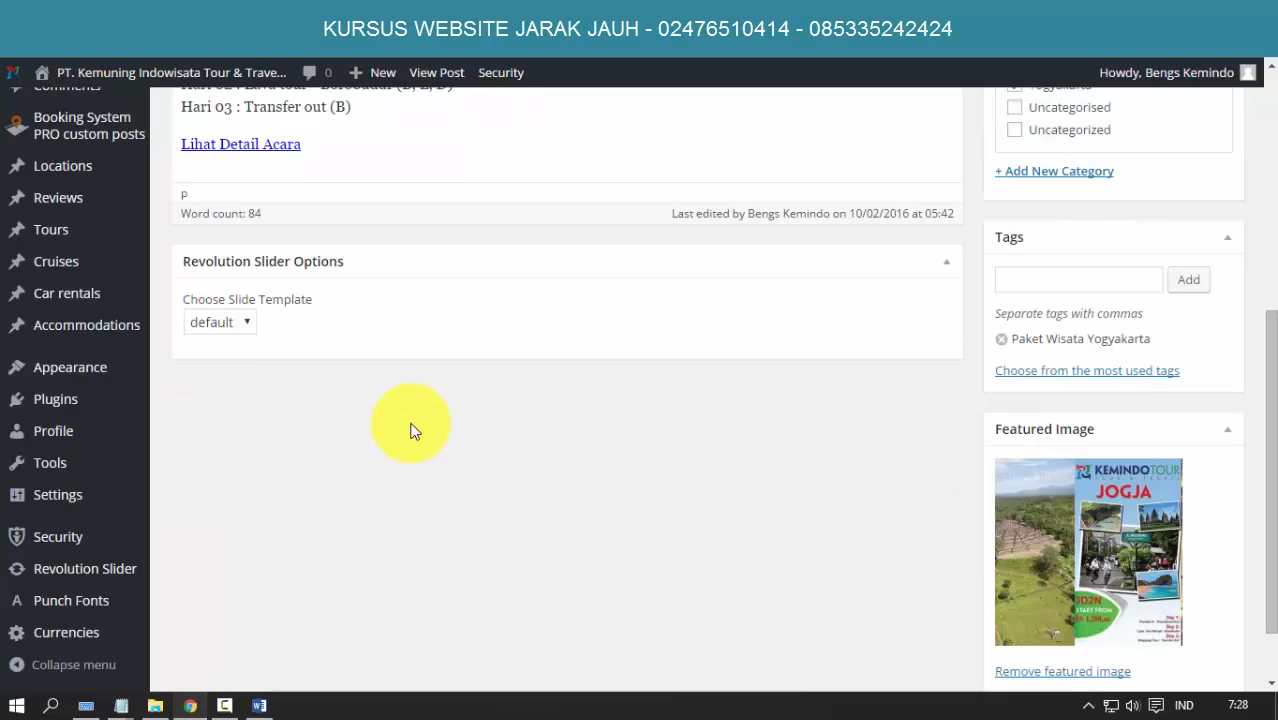 KURSUS WEBSITE JARAK JAUH - 02476510414 - 085335242424
PT. Kemuning Indowisata Tour & Trave...
0
New
View Post
Security
Howdy, Bengs Kemindo
Comments
Booking System
PRO custom posts
Locations
Reviews
Tours
Cruises
Car rentals
Accommodations
Appearance
Plugins
Profile
Tools
Settings
Security
Revolution Slider
Punch Fonts
Currencies
Collapse menu
Hari 02 : Lava tour - Borobudur (B, L, D)
Hari 03 : Transfer out (B)
Lihat Detail Acara
p
Word count: 84
Last edited by Bengs Kemindo on 10/02/2016 at 05:42
Revolution Slider Options
Choose Slide Template
default
Yogyakarta
Uncategorised
Uncategorized
+ Add New Category
Tags
Add
Separate tags with commas
Paket Wisata Yogyakarta
Choose from the most used tags
Featured Image
KEMINDOTOUR
JOGJA
3D2N
START FROM
Remove featured image
IND
7:28